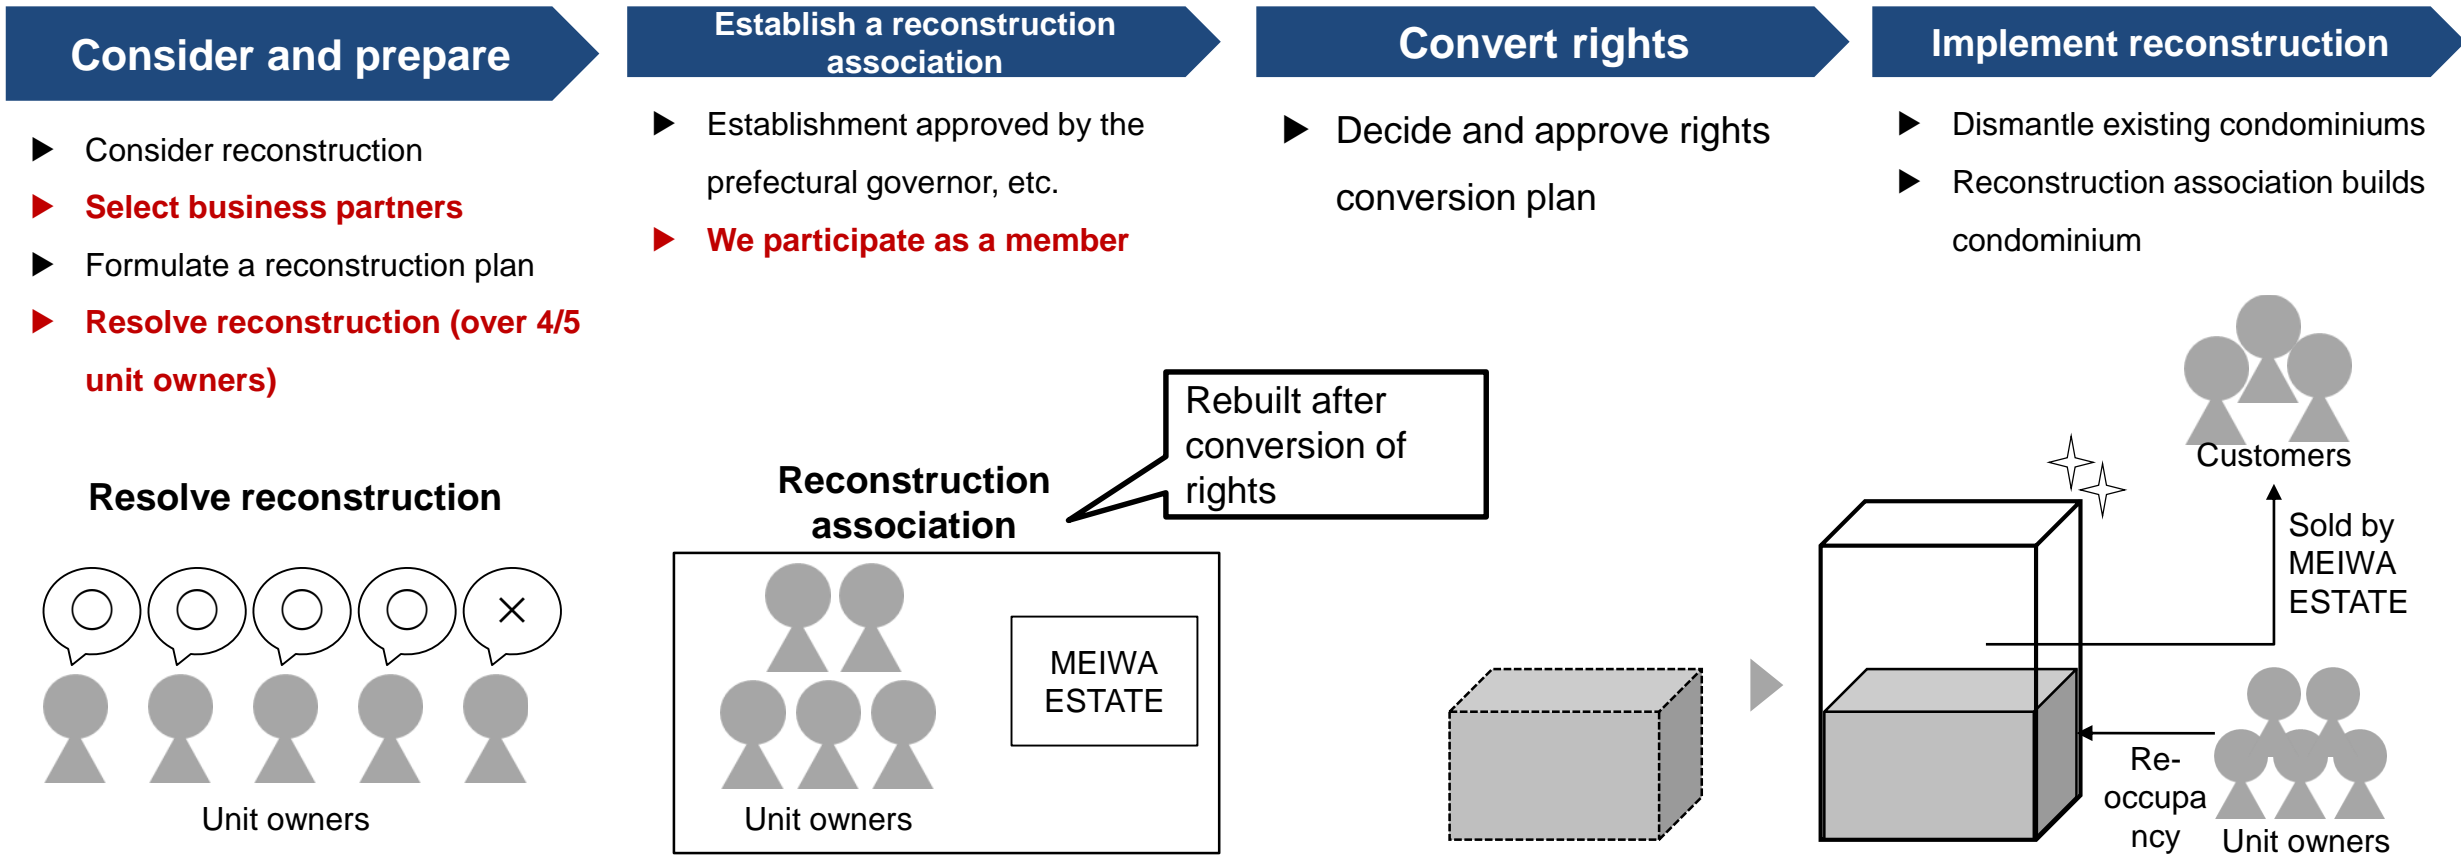 Consider and prepare
Consider reconstruction
Select business partners
Formulate a reconstruction plan
Resolve reconstruction (over 4/5
unit owners)
Resolve reconstruction
Unit owners
Establish a reconstruction
association
Establishment approved by the
prefectural governor, etc.
We participate as a member
Reconstruction
association
Rebuilt after
conversion of
rights
MEIWA
ESTATE
Unit owners
Convert rights
Decide and approve rights
conversion plan
Implement reconstruction
Dismantle existing condominiums
Reconstruction association builds
condominium
Customers
Sold by
MEIWA
ESTATE
Re-
occupa
ncy
Unit owners